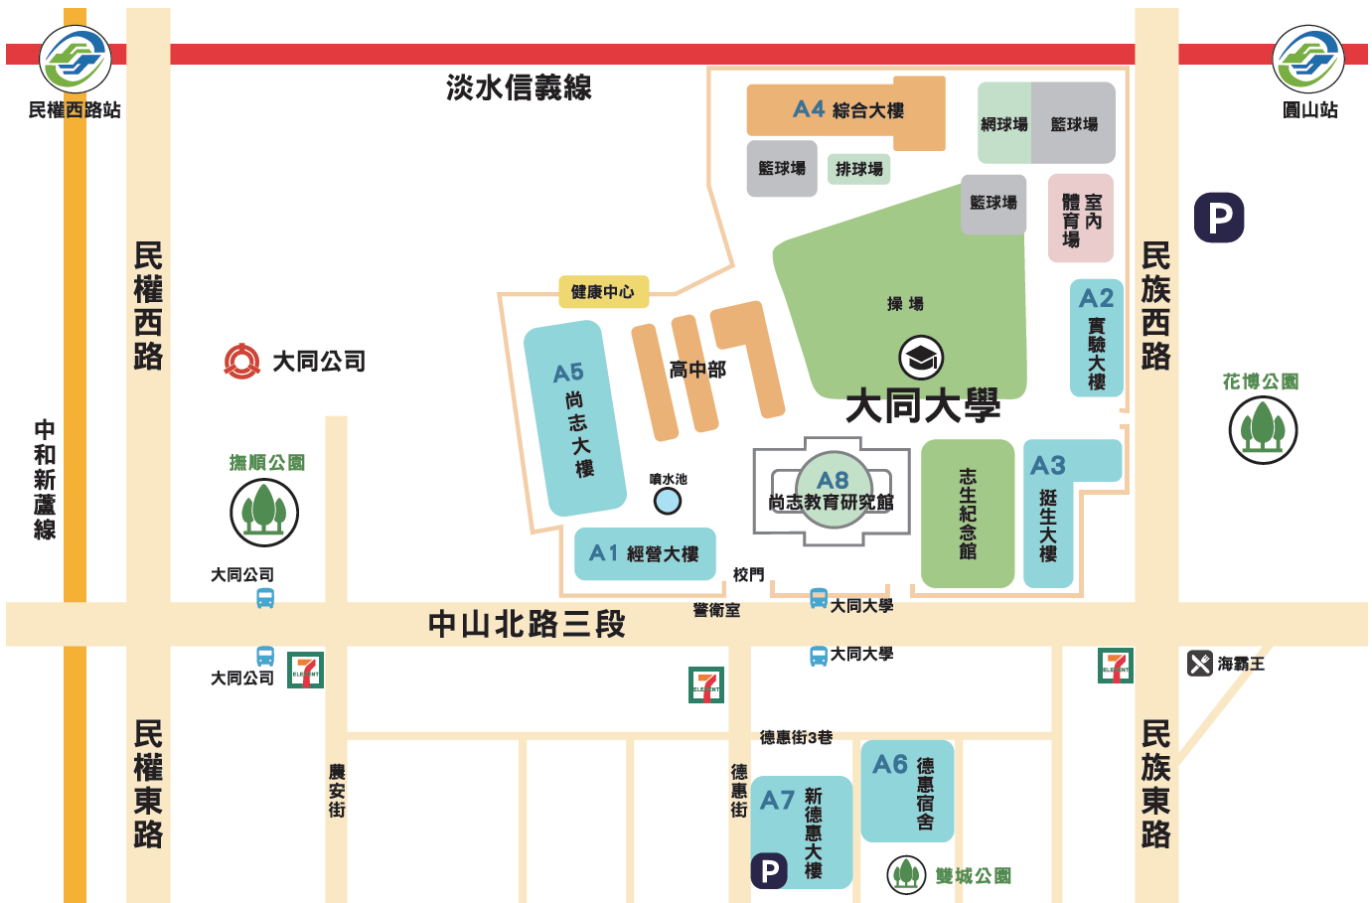 淡水信義線
民權西路站
圓山站
A4 綜合大樓
網球場
籃球場
籃球場
排球場
籃球場
室內
體育場
民權西路
民族西路
P
健康中心
操場
A2
實驗大樓
大同公司
A5
尚志大樓
高中部
大同大學
花博公園
中和新蘆線
撫順公園
噴水池
A8
尚志教育研究館
志生紀念館
A3
挺生大樓
A1 經營大樓
大同公司
校門
警衛室
大同大學
中山北路三段
大同公司
大同大學
7
ELEVENT
7
ELEVENT
7
ELEVENT
海霸王
民權東路
農安街
德惠街3巷
德惠街
A7
新德惠大樓
P
A6
德惠宿舍
雙城公園
民族東路